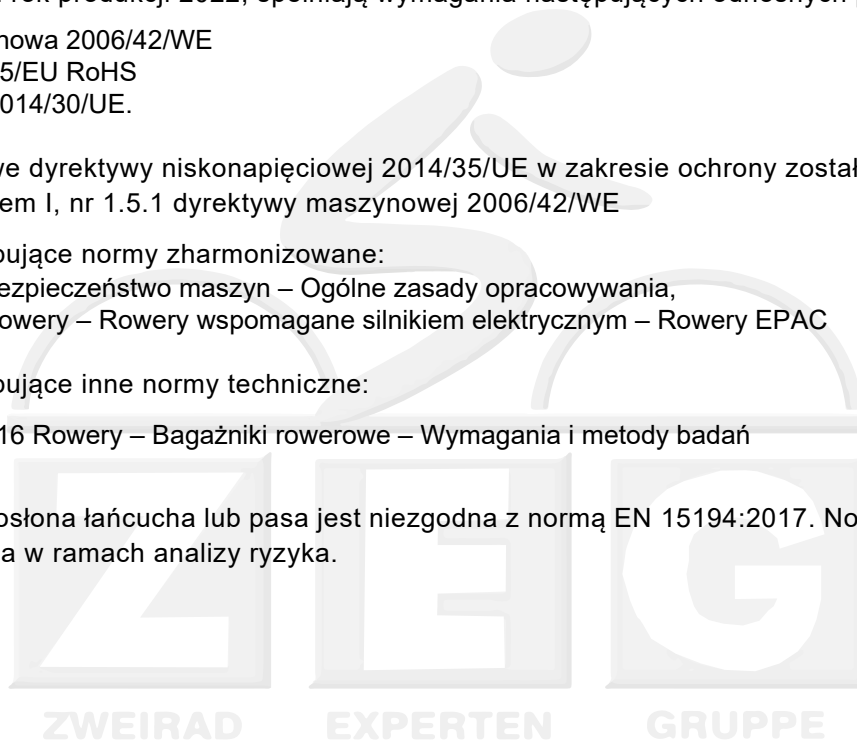 rok produkcji 2022, spełniają wymagania następujących odnośnych
nowa 2006/42/WE
5/EU RoHS
014/30/UE.
we dyrektywy niskonapięciowej 2014/35/UE w zakresie ochrony został
em I, nr 1.5.1 dyrektywy maszynowej 2006/42/WE
pujące normy zharmonizowane:
ezpieczeństwo maszyn – Ogólne zasady opracowywania,
owery – Rowery wspomagane silnikiem elektrycznym – Rowery EPAC
pujące inne normy techniczne:
16 Rowery – Bagażniki rowerowe – Wymagania i metody badań
osłona łańcucha lub pasa jest niezgodna z normą EN 15194:2017. No
a w ramach analizy ryzyka.
ZEG
ZWEIRAD EXPERTEN GRUPPE